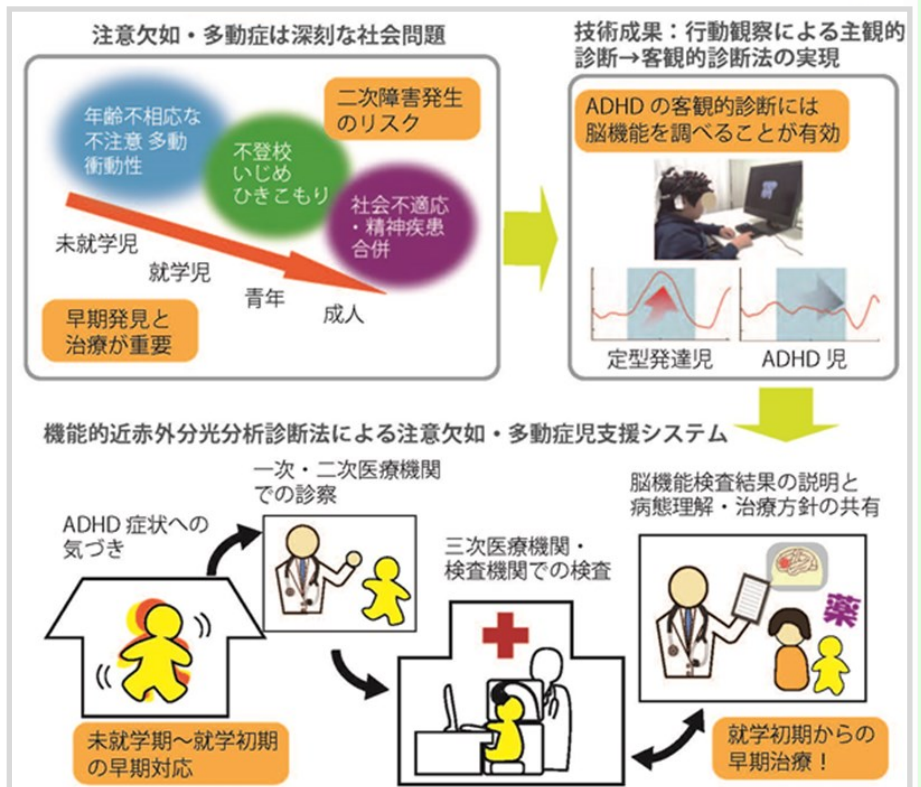 注意欠如・多動症は深刻な社会問題
年齢不相応な
不注意 多動
衝動性
二次障害発生
のリスク
不登校
いじめ
ひきこもり
社会不適応
・精神疾患
合併
未就学児
就学児
青年
成人
早期発見と
治療が重要
技術成果：行動観察による主観的
診断→客観的診断法の実現
ADHD の客観的診断には
脳機能を調べることが有効
定型発達児
ADHD 児
機能的近赤外分光分析診断法による注意欠如・多動症児支援システム
ADHD 症状への
気づき
一次・二次医療機関
での診察
三次医療機関・
検査機関での検査
脳機能検査結果の説明と
病態理解・治療方針の共有
薬
未就学期～就学初期
の早期対応
就学初期からの
早期治療！